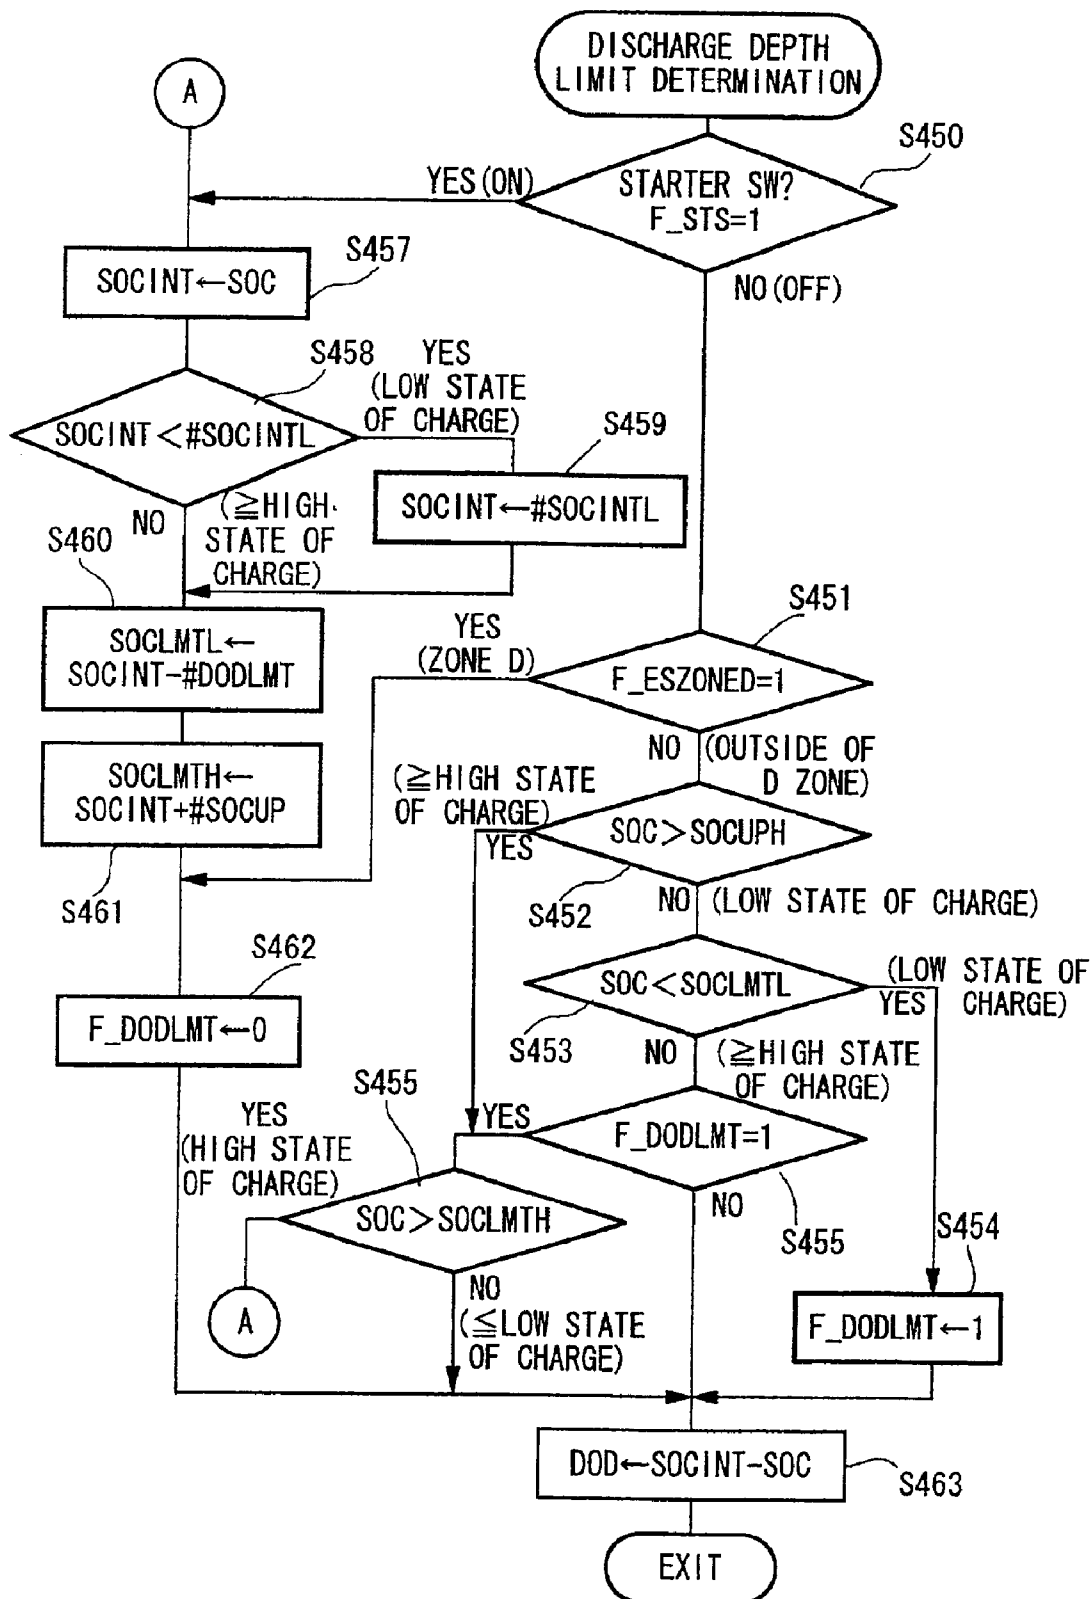 DISCHARGE DEPTH
LIMIT DETERMINATION
A
S450
STARTER SW?
F_STS=1
YES(ON)
NO(OFF)
S457
SOCINT←SOC
S458
YES
(LOW STATE
OF CHARGE)
SOCINT<#SOCINTL
S459
SOCINT←#SOCINTL
NO
(≧HIGH
STATE OF
CHARGE)
S460
SOCLMTL←
SOCINT-#DODLMT
S451
YES
(ZONE D)
F_ESZONED=1
NO (OUTSIDE OF
D ZONE)
SOCLMTH←
SOCINT+#SOCUP
S461
(≧HIGH STATE
OF CHARGE)
YES
SOC>SOCUPH
S452
NO (LOW STATE OF CHARGE)
S462
F_DODLMT←0
SOC<SOCLMTL
(LOW STATE OF
YES CHARGE)
S453
NO (≧HIGH STATE
OF CHARGE)
S455
YES
F_DODLMT=1
NO
S455
YES
(HIGH STATE
OF CHARGE)
SOC>SOCLMTH
A
NO
(≦LOW STATE
OF CHARGE)
S454
F_DODLMT←1
DOD←SOCINT-SOC
S463
EXIT